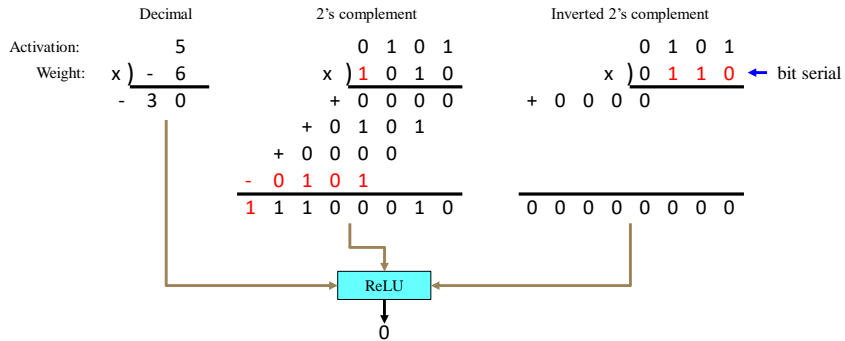 Decimal 2's complement Inverted 2's complement
Activation: 5 0 1 0 1 0 1 0 1
Weight: x ) - 6 x ) 1 0 1 0 x ) 0 1 1 0 bit serial
- 3 0 + 0 0 0 0 + 0 0 0 0
+ 0 1 0 1
+ 0 0 0 0
- 0 1 0 1
1 1 1 0 0 0 1 0 0 0 0 0 0 0 0 0
ReLU
0